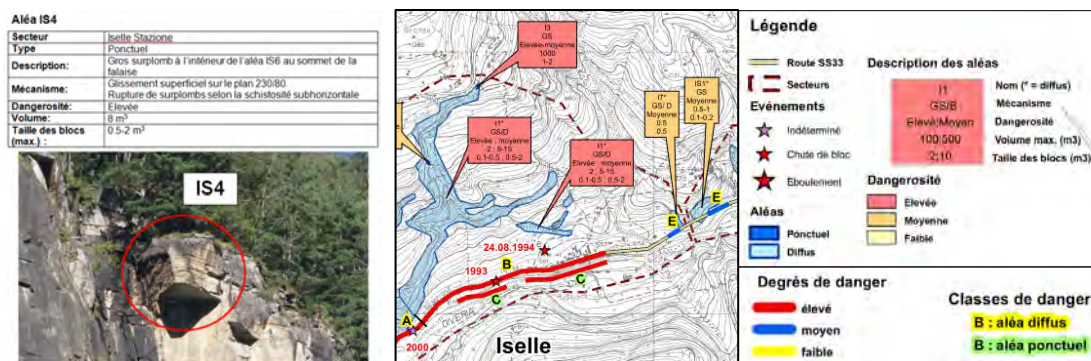 Aléa IS4
Secteur Iselle Stazione
Type Ponctuel
Description: Gros surplomb à l'intérieur de l'aléa IS6 au sommet de la falaise
Mécanisme: Glissement superficiel sur le plan 230/80
Rupture de surplombs selon la schistosité subhorizontale
Dangerosité: Elevée
Volume: 8 m³
Taille des blocs (max.) : 0.5-2 m³
IS4
I3
GS
Elevée-moyenne
1000
1-2
I1*
GS/D
Elevée ; moyenne
2 ; 5-15
0.1-0.5 ; 0.5-2
I1*
GS/D
Elevée ; moyenne
2 ; 5-15
0.1-0.5 ; 0.5-2
I7*
GS/ D
Moyenne
0.5
0.5
IS1*
GS
Moyenne
0.5-1
0.1-0.2
E
E
24.08.1994
B
1993
C
C
A
2000
DIVERIA
Iselle
Légende
Route SS33
Secteurs
Evénements
Indéterminé
Chute de bloc
Eboulement
Aléas
Ponctuel
Diffus
Description des aléas
I1
GS/B
Elevé;Moyen
100;500
2;10
Nom (* = diffus)
Mécanisme
Dangerosité
Volume max. (m3)
Taille des blocs (m3)
Dangerosité
Elevée
Moyenne
Faible
Degrés de danger
élevé
moyen
faible
Classes de danger
B : aléa diffus
B : aléa ponctuel